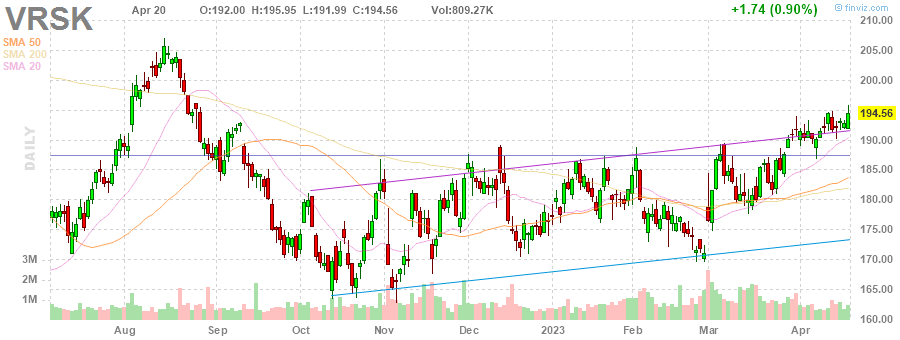 VRSK Apr 20 O:192.00 H:195.95 L:191.99 C:194.56 Vol:809.27K +1.74 (0.90%) © finviz.com
SMA 50
SMA 200
SMA 20
DAILY
210.00
205.00
200.00
194.56
190.00
185.00
180.00
175.00
170.00
165.00
160.00
3M
2M
1M
Aug Sep Oct Nov Dec 2023 Feb Mar Apr